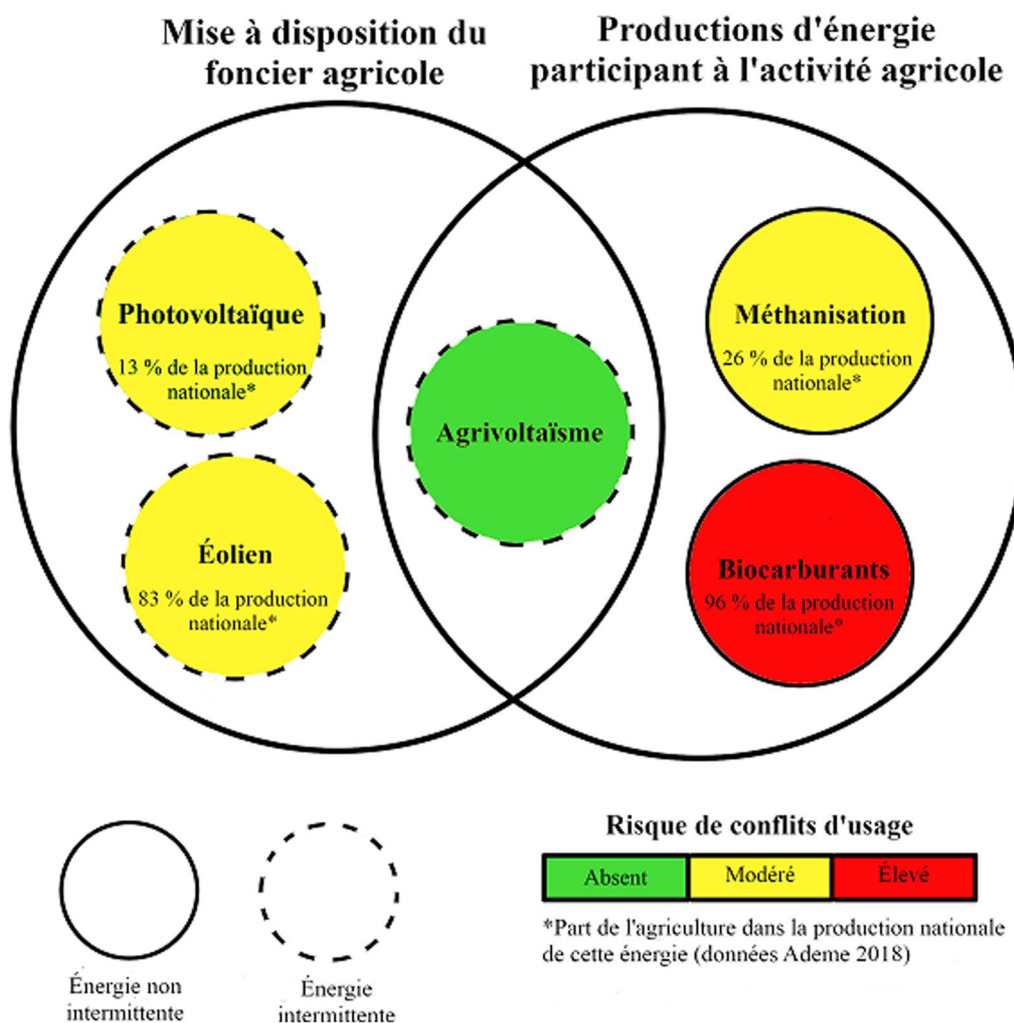 Mise à disposition du
foncier agricole
Productions d'énergie
participant à l'activité agricole
Photovoltaïque
13 % de la production
nationale*
Éolien
83 % de la production
nationale*
Agrivoltaïsme
Méthanisation
26 % de la production
nationale*
Biocarburants
96 % de la production
nationale*
Énergie non
intermittente
Énergie
intermittente
Risque de conflits d'usage
Absent
Modéré
Élevé
*Part de l'agriculture dans la production nationale
de cette énergie (données Ademe 2018)